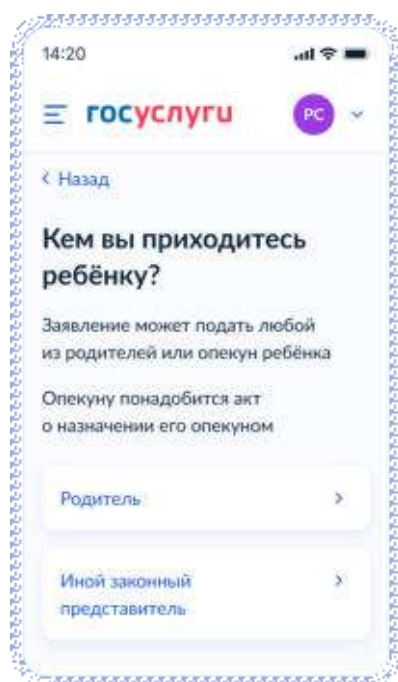 14:20
госуслуги
РС
Назад
Кем вы приходитесь
ребёнку?
Заявление может подать любой
из родителей или опекун ребёнка
Опекуну понадобится акт
о назначении его опекуном
Родитель
Иной законный
представитель